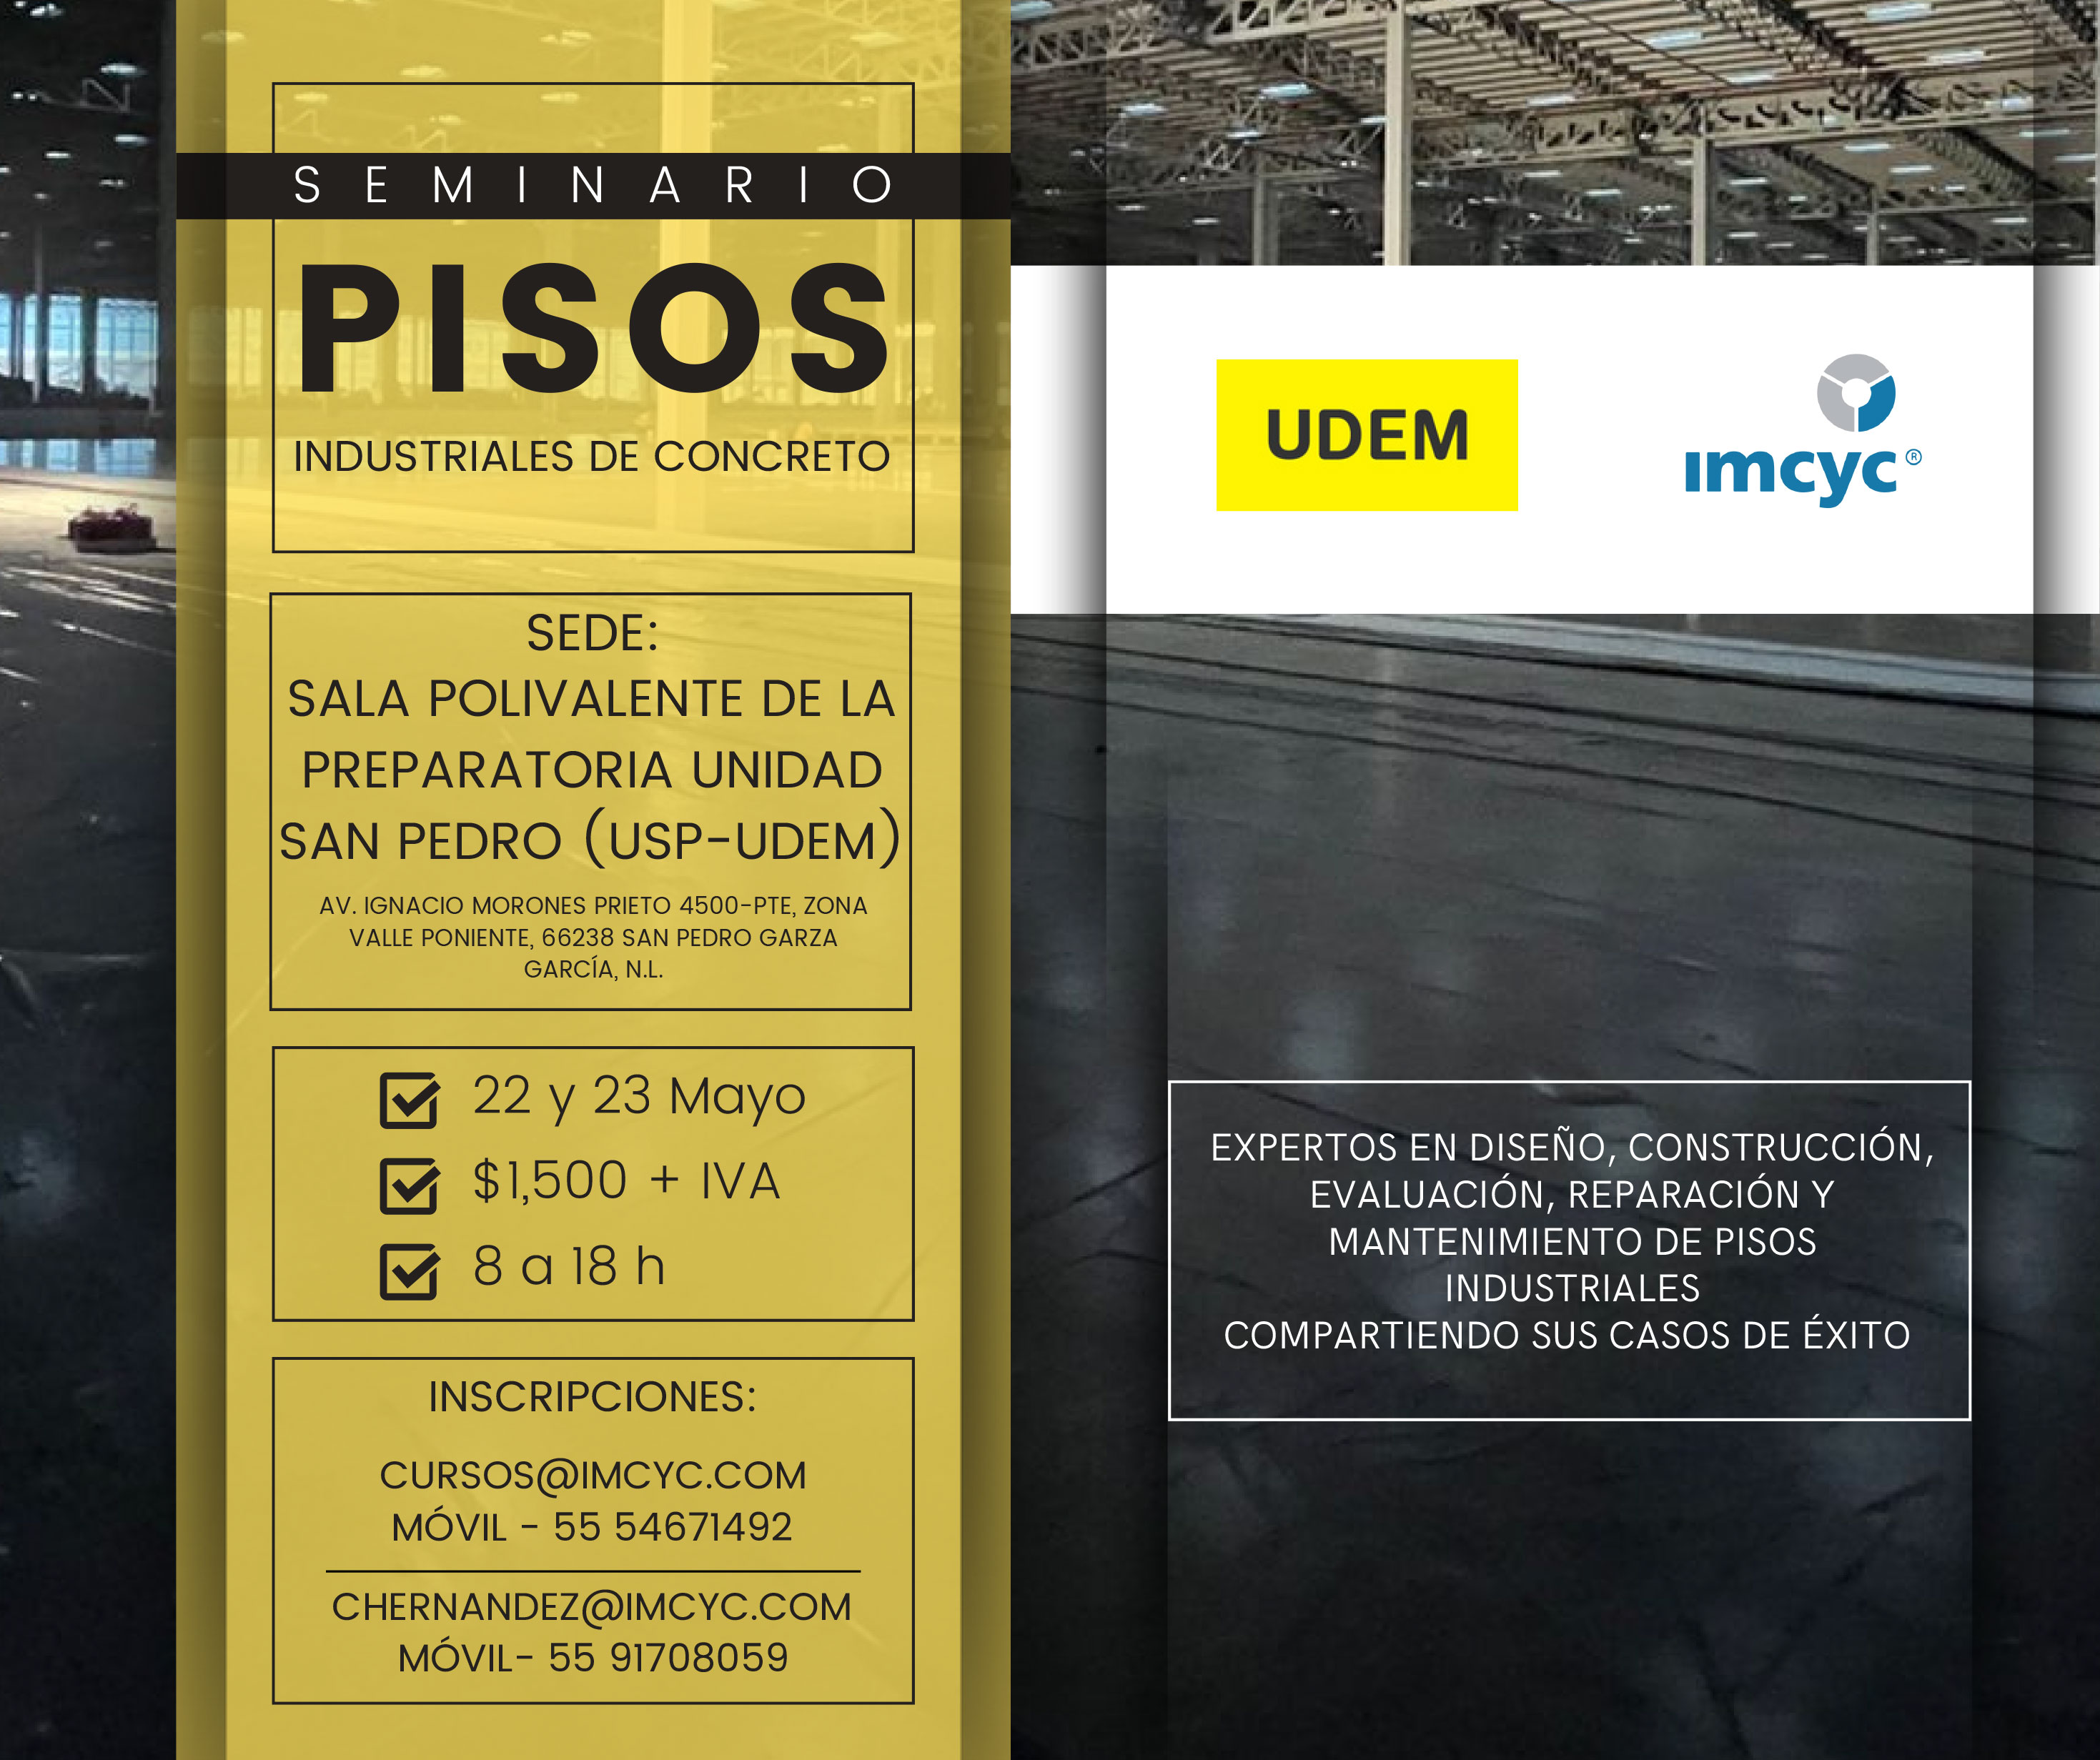 SEMINARIO
PISOS
INDUSTRIALES DE CONCRETO
SEDE:
SALA POLIVALENTE DE LA
PREPARATORIA UNIDAD
SAN PEDRO (USP-UDEM)
AV. IGNACIO MORONES PRIETO 4500-PTE, ZONA
VALLE PONIENTE, 66238 SAN PEDRO GARZA
GARCÍA, N.L.
22 y 23 Mayo
$1,500 + IVA
8 a 18 h
INSCRIPCIONES:
CURSOS@IMCYC.COM
MÓVIL - 55 54671492
CHERNANDEZ@IMCYC.COM
MÓVIL- 55 91708059
UDEM
imcyc®
EXPERTOS EN DISEÑO, CONSTRUCCIÓN,
EVALUACIÓN, REPARACIÓN Y
MANTENIMIENTO DE PISOS
INDUSTRIALES
COMPARTIENDO SUS CASOS DE ÉXITO